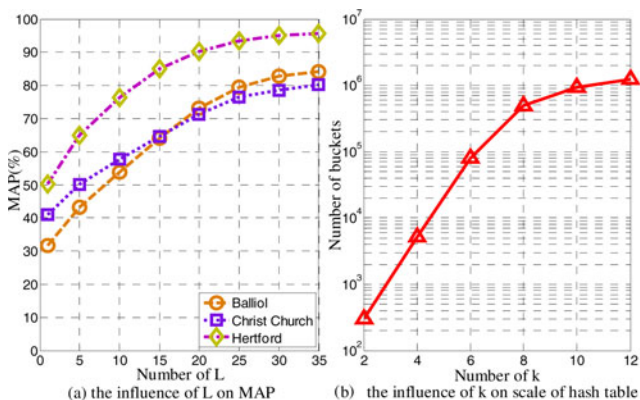 100
90
80
70
60
50
40
30
20
10
0
MAP(%)
Balliol
Christ Church
Hertford
0 5 10 15 20 25 30 35
Number of L
(a) the influence of L on MAP
10^7
10^6
10^5
10^4
10^3
10^2
Number of buckets
2 4 6 8 10 12
Number of k
(b) the influence of k on scale of hash table